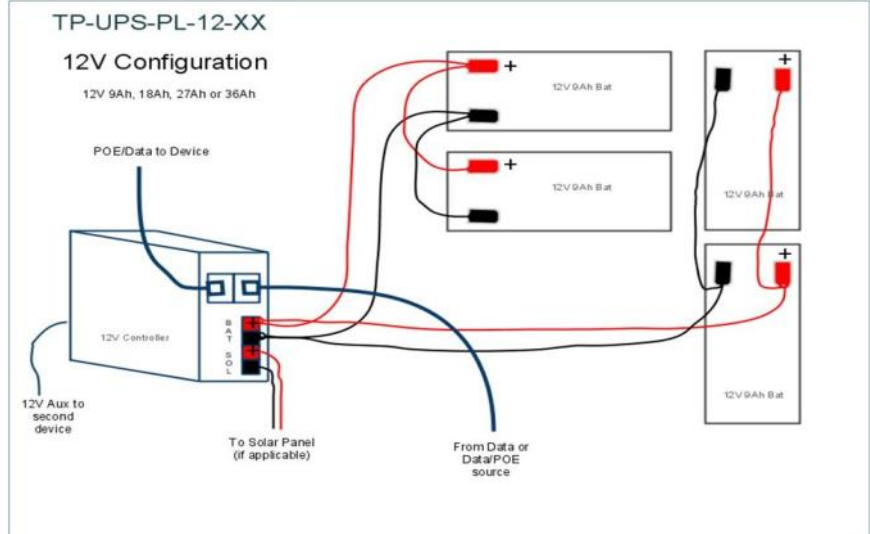 TP-UPS-PL-12-XX
12V Configuration
12V 9Ah, 18Ah, 27Ah or 36Ah
POE/Data to Device
+
12V 9Ah Bat
+
12V 9Ah Bat
+
12V 9Ah Bat
+
12V 9Ah Bat
12V Controller
B
A
T
+
S
O
L
+
12V Aux to
second
device
To Solar Panel
(if applicable)
From Data or
Data/POE
source